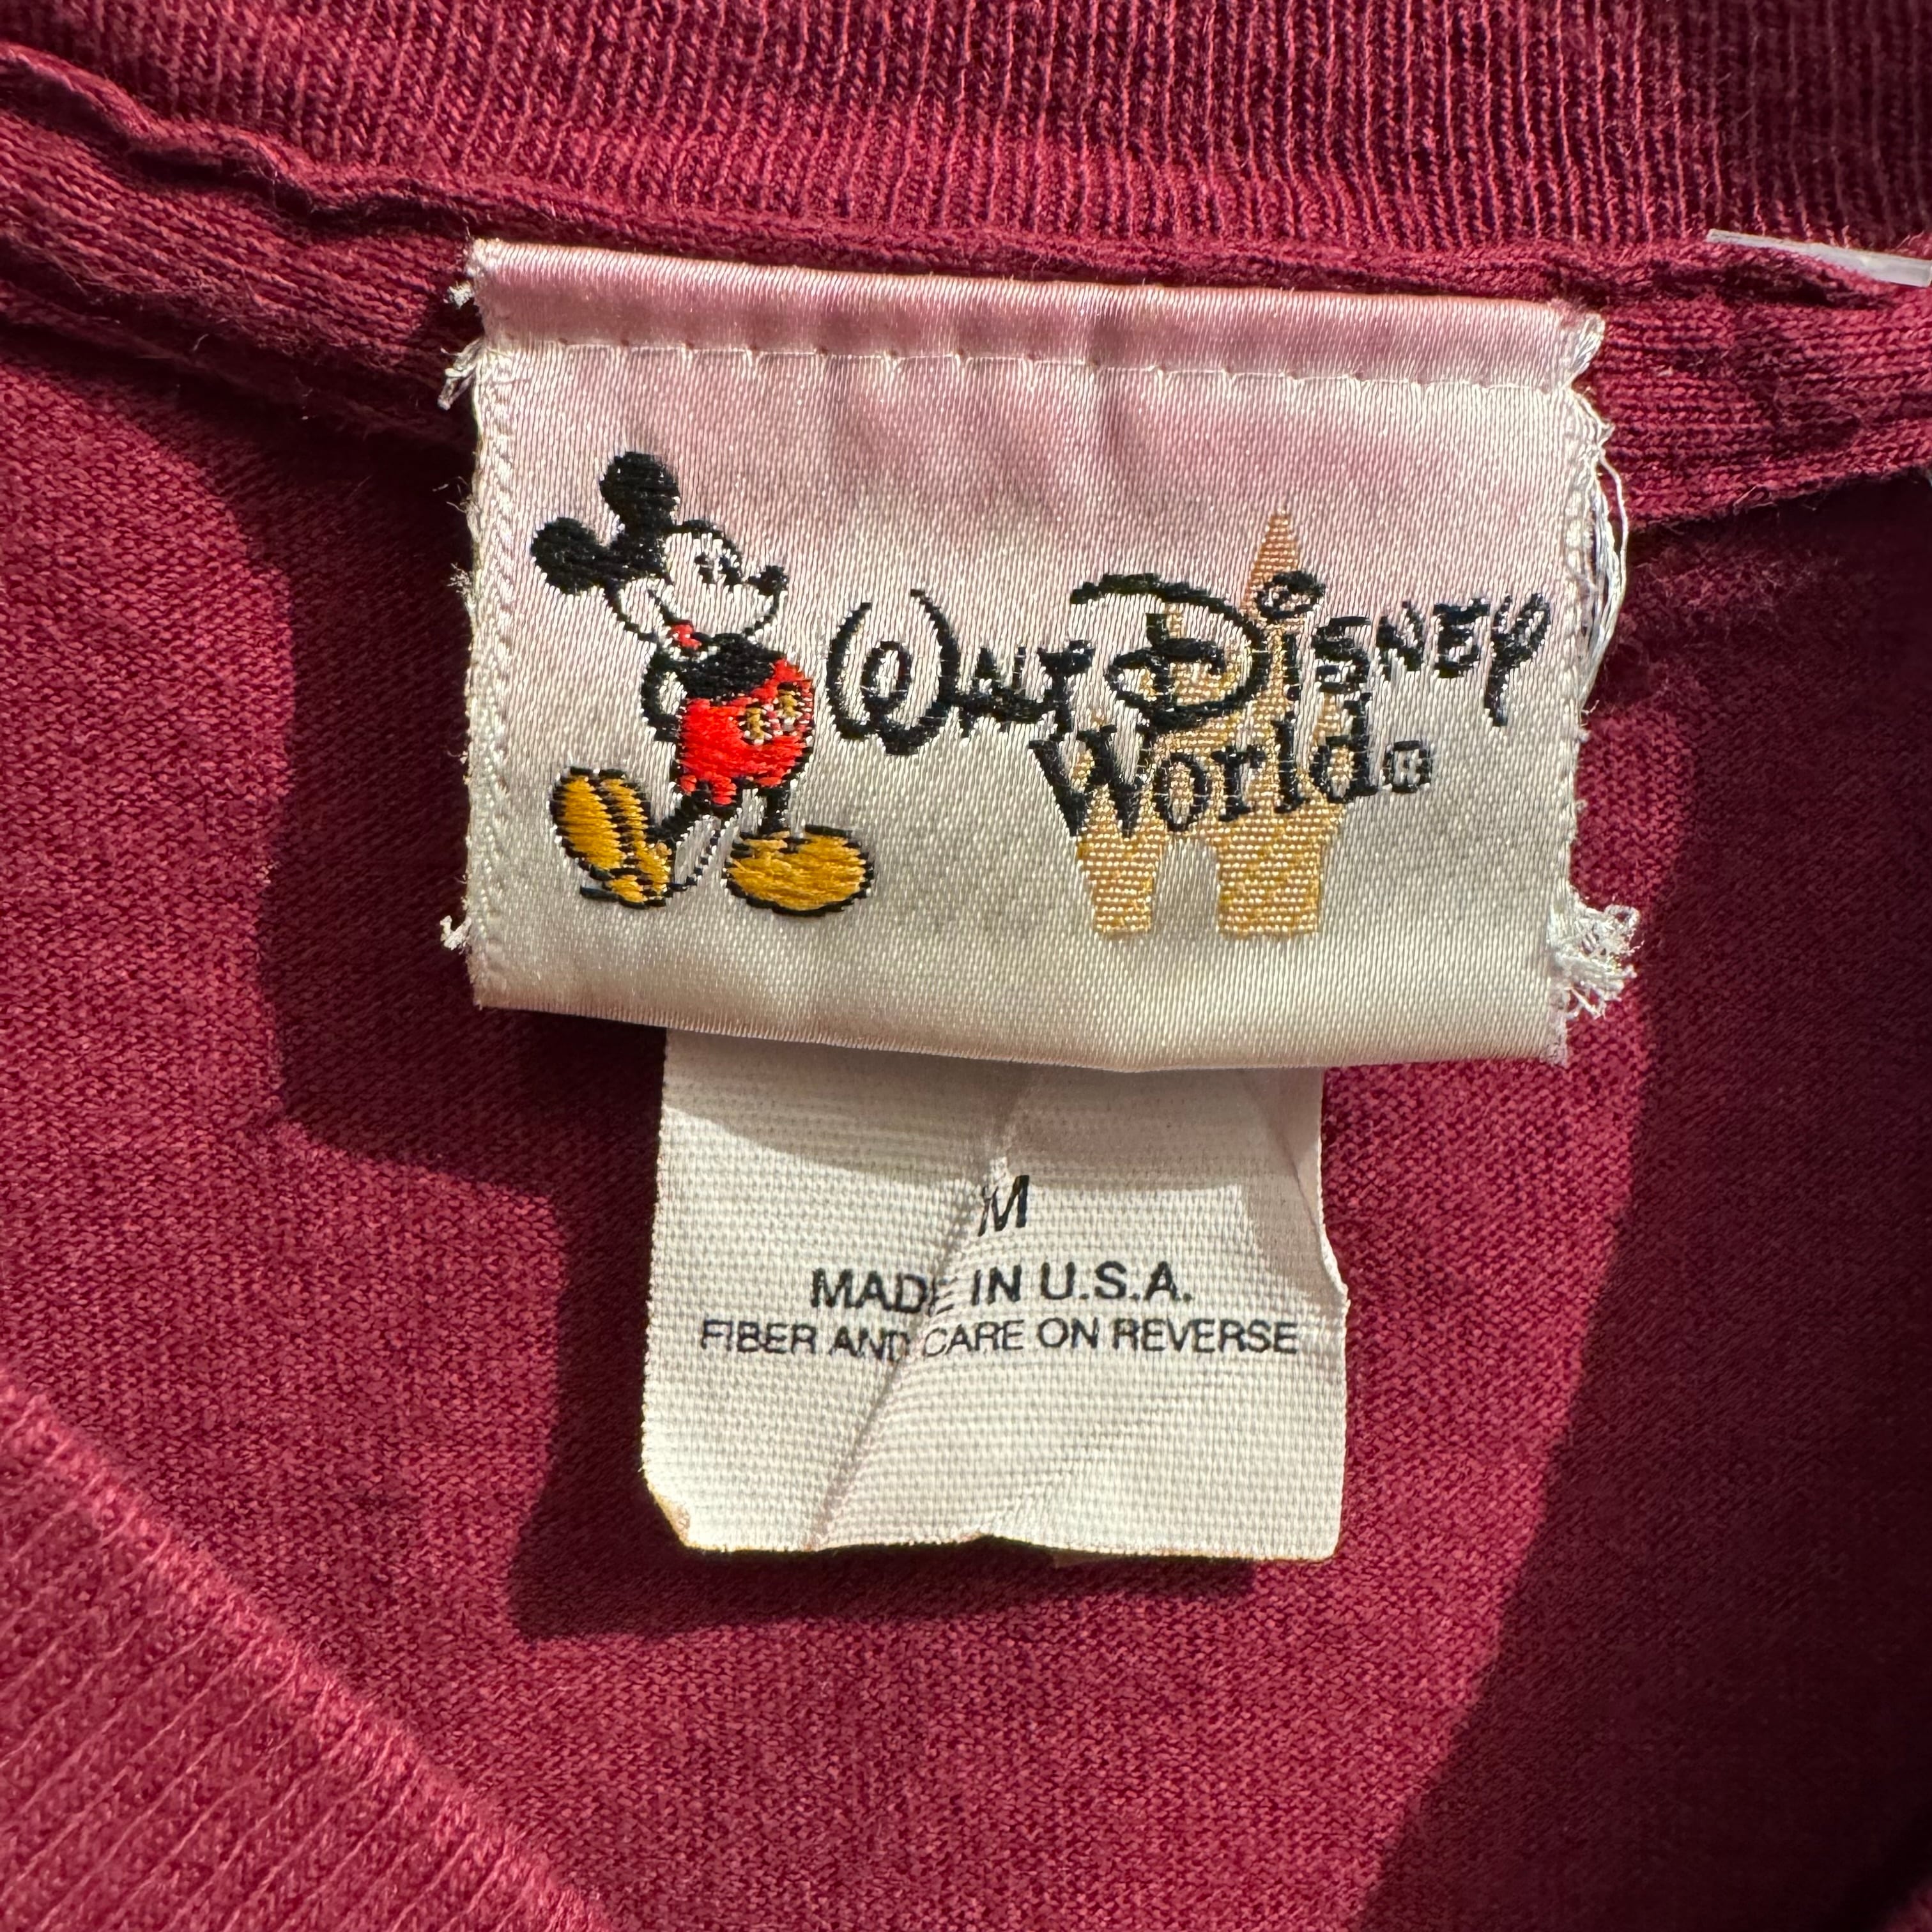 Walt Disney
World®
M
MADE IN U.S.A.
FIBER AND CARE ON REVERSE